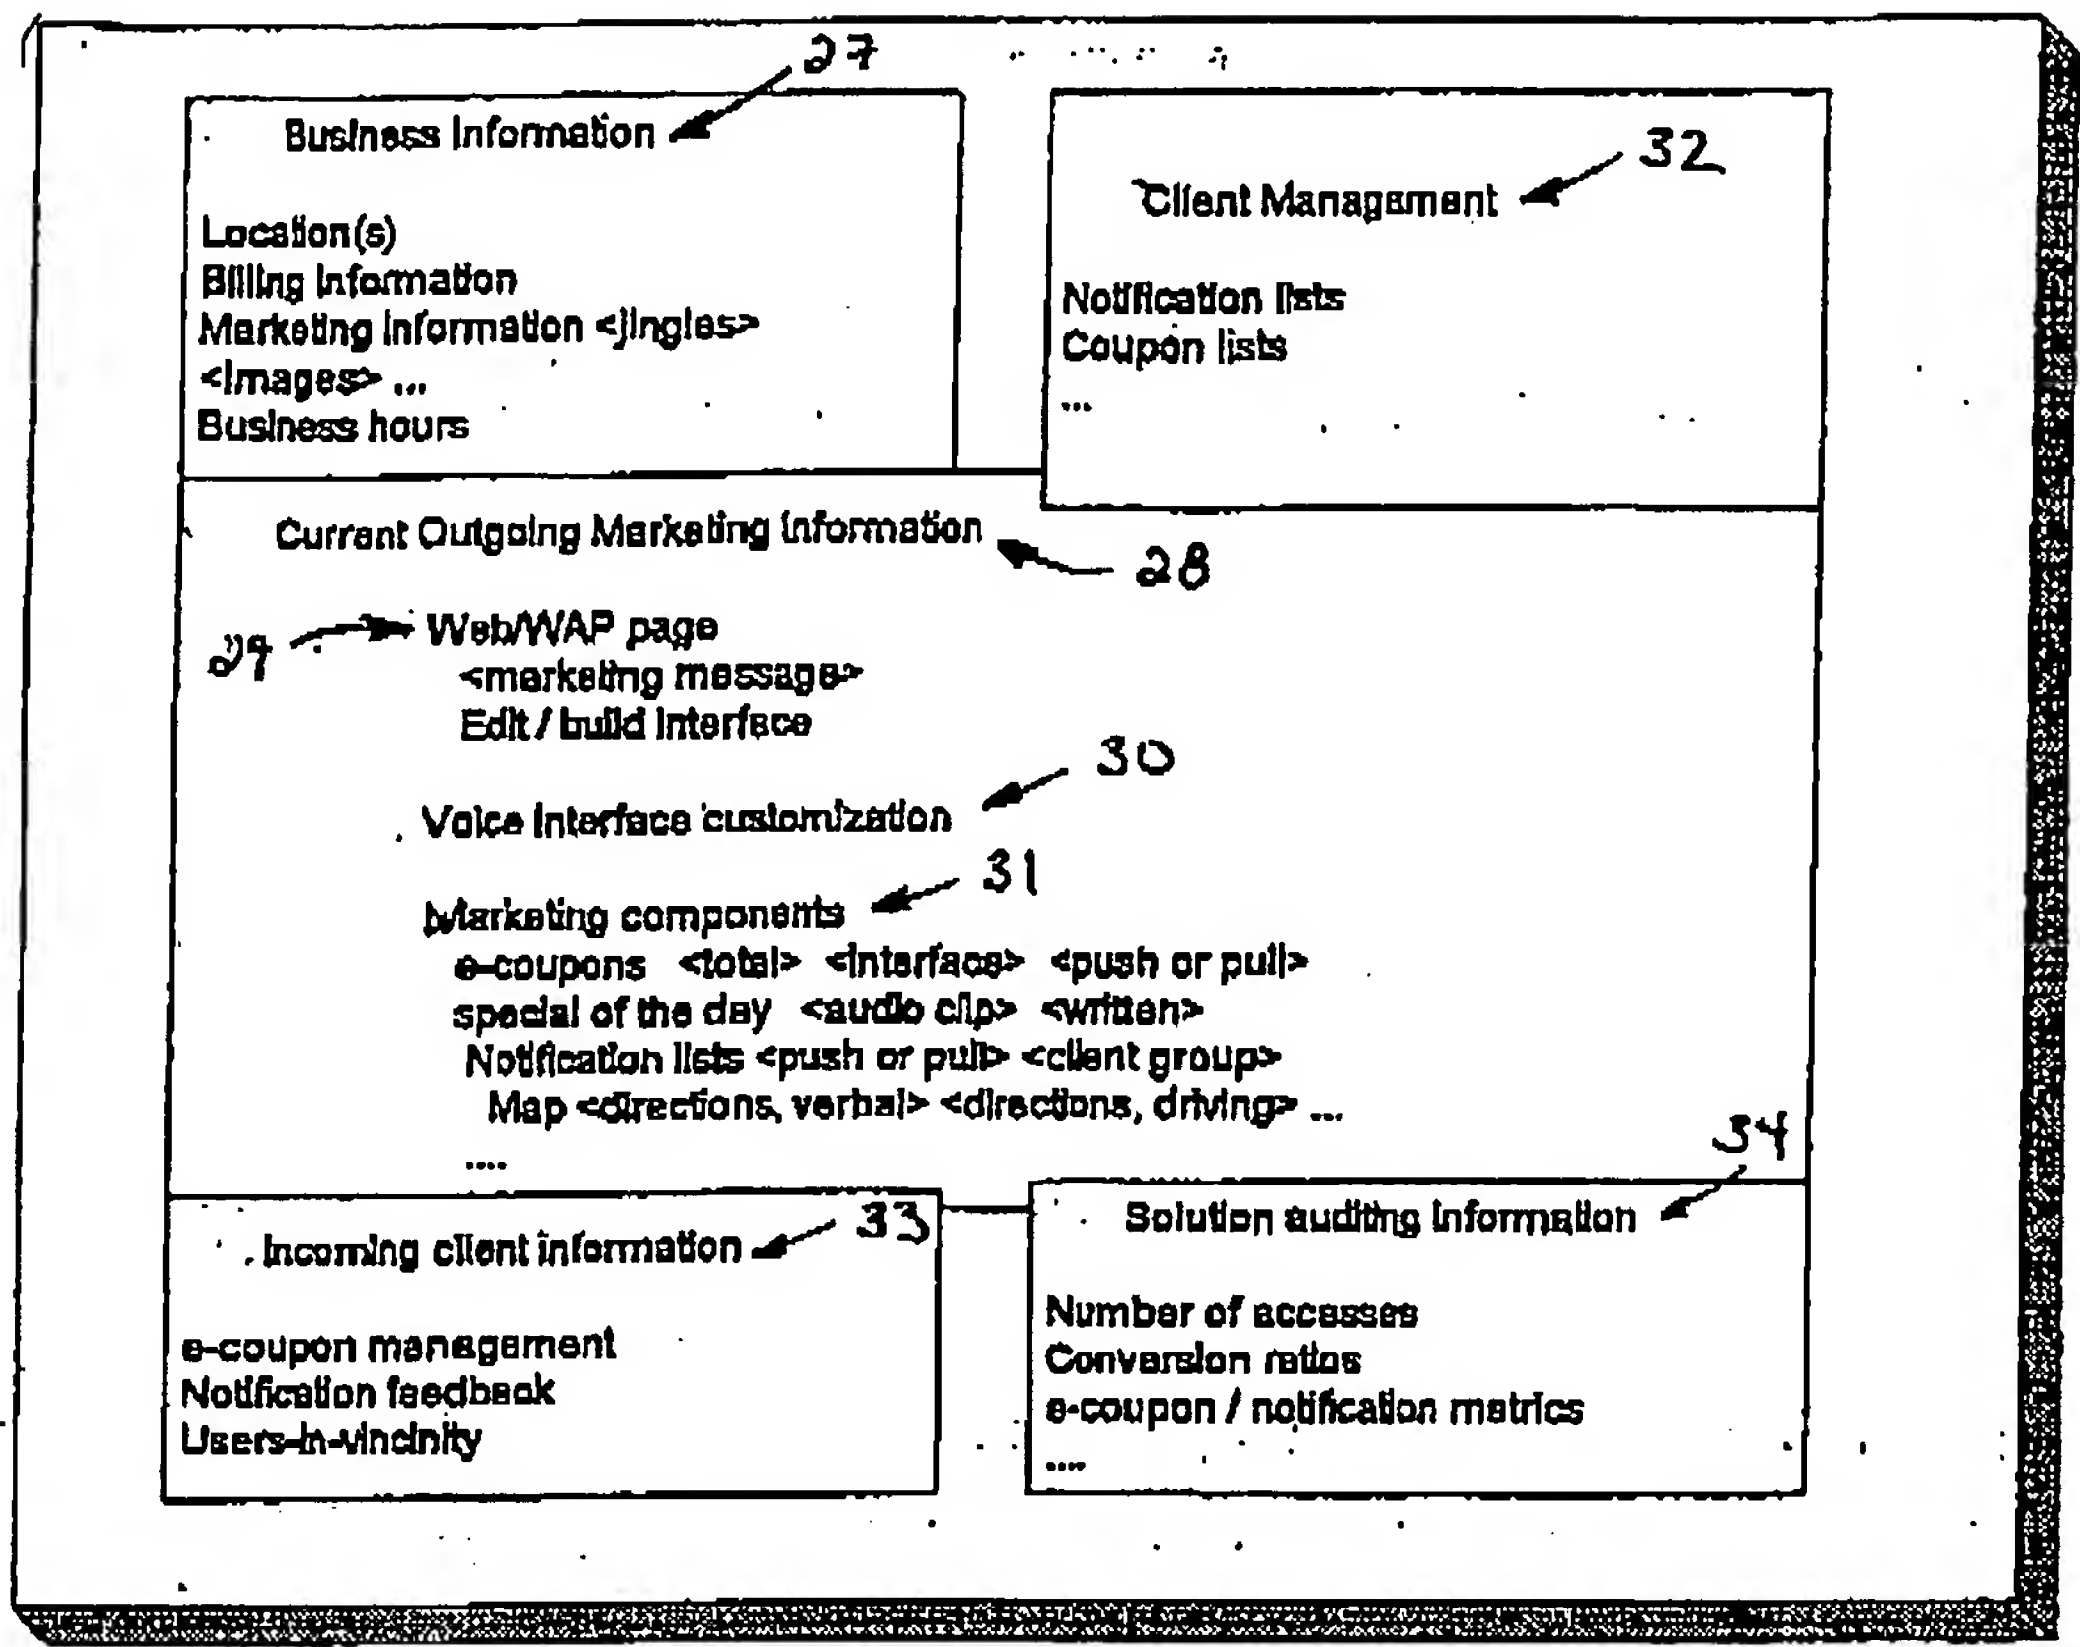 27
Business Information
Location(s)
Billing Information
Marketing Information <jingles>
<Images> ...
Business hours
32
Client Management
Notification lists
Coupon lists
...
Current Outgoing Marketing Information
28
29
Web/WAP page
<marketing message>
Edit / build Interface
30
Voice Interface customization
31
Marketing components
e-coupons <total> <interface> <push or pull>
special of the day <audio clip> <written>
Notification lists <push or pull> <client group>
Map <directions, verbal> <directions, driving> ...
....
33
Incoming client information
e-coupon management
Notification feedback
Users-in-vincinity
34
Solution auditing Information
Number of accesses
Conversion ratios
e-coupon / notification metrics
....